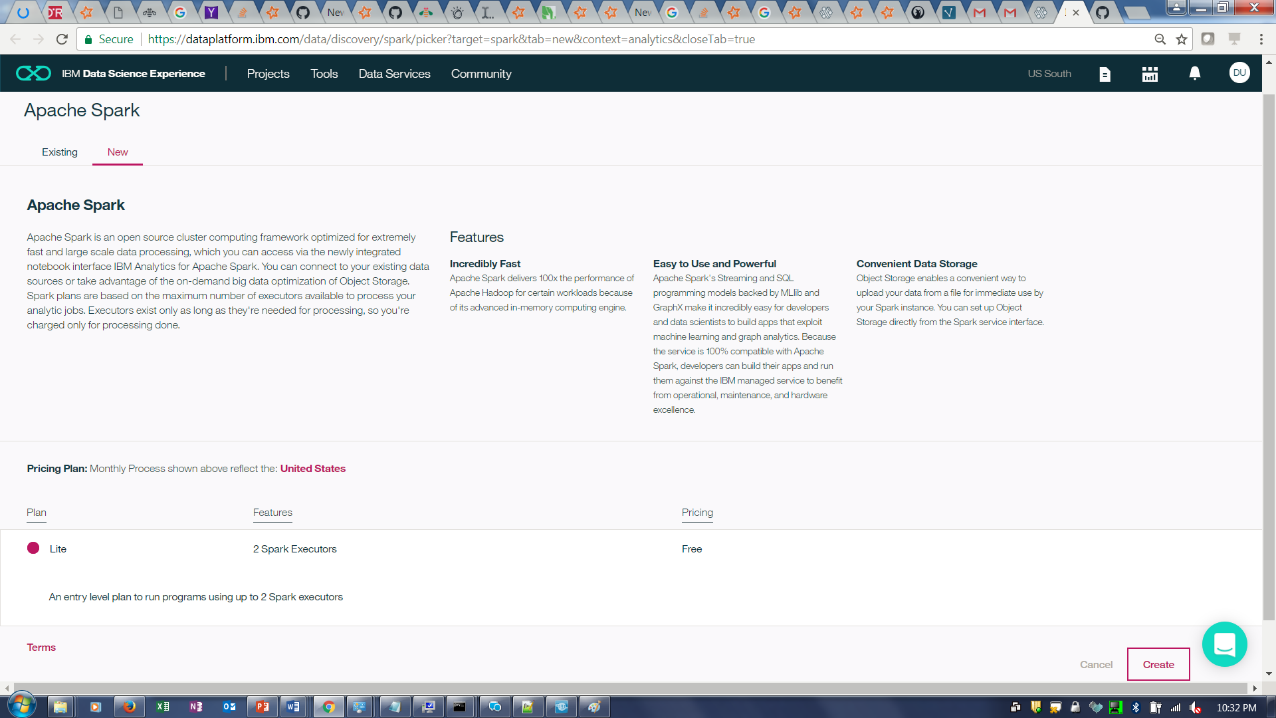 New
New
Secure
https://dataplatform.ibm.com/data/discovery/spark/picker?target=spark&tab=new&context=analytics&closeTab=true
IBM Data Science Experience
Projects
Tools
Data Services
Community
US South
DU
Apache Spark
Existing
New
Apache Spark
Apache Spark is an open source cluster computing framework optimized for extremely
fast and large scale data processing, which you can access via the newly integrated
notebook interface IBM Analytics for Apache Spark. You can connect to your existing data
sources or take advantage of the on-demand big data optimization of Object Storage.
Spark plans are based on the maximum number of executors available to process your
analytic jobs. Executors exist only as long as they're needed for processing, so you're
charged only for processing done.
Features
Incredibly Fast
Apache Spark delivers 100x the performance of
Apache Hadoop for certain workloads because
of its advanced in-memory computing engine.
Easy to Use and Powerful
Apache Spark's Streaming and SQL
programming models backed by MLlib and
GraphX make it incredibly easy for developers
and data scientists to build apps that exploit
machine learning and graph analytics. Because
the service is 100% compatible with Apache
Spark, developers can build their apps and run
them against the IBM managed service to benefit
from operational, maintenance, and hardware
excellence.
Convenient Data Storage
Object Storage enables a convenient way to
upload your data from a file for immediate use by
your Spark instance. You can set up Object
Storage directly from the Spark service interface.
Pricing Plan: Monthly Process shown above reflect the: United States
Plan
Features
Pricing
Lite
2 Spark Executors
Free
An entry level plan to run programs using up to 2 Spark executors
Terms
Cancel
Create
10:32 PM